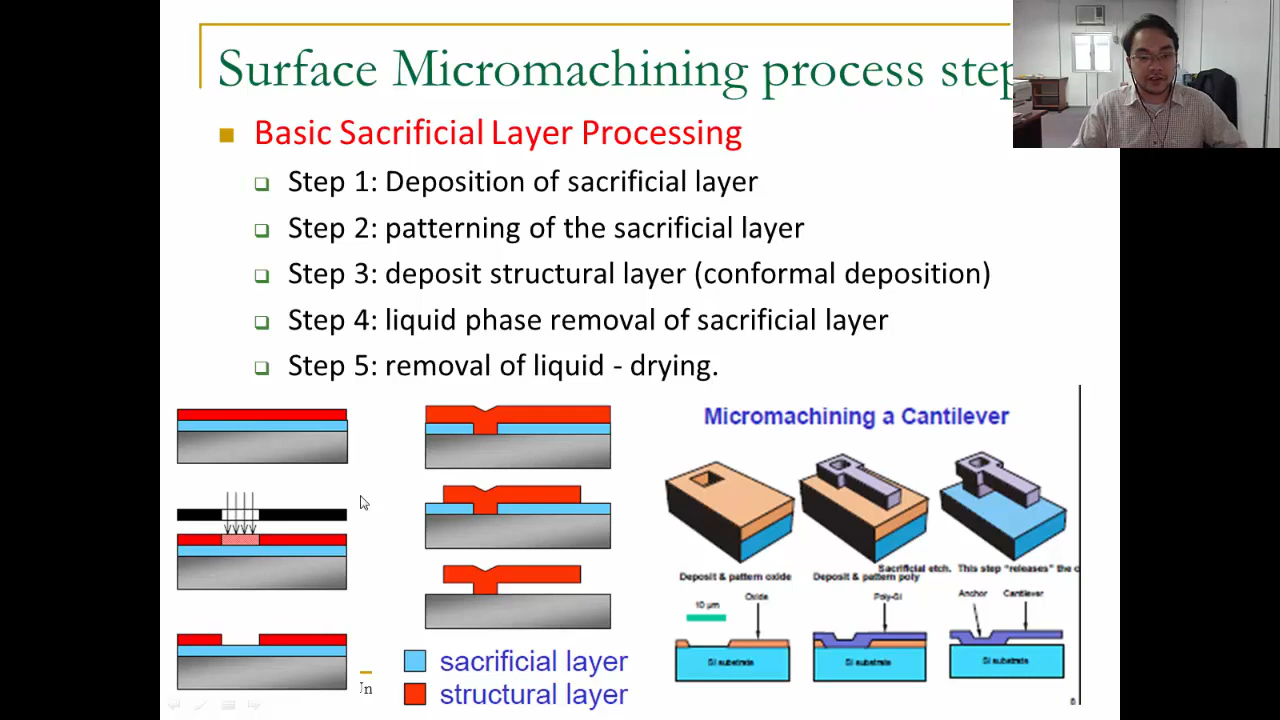 Surface Micromachining process step
Basic Sacrificial Layer Processing
Step 1: Deposition of sacrificial layer
Step 2: patterning of the sacrificial layer
Step 3: deposit structural layer (conformal deposition)
Step 4: liquid phase removal of sacrificial layer
Step 5: removal of liquid - drying.
Micromachining a Cantilever
Deposit & pattern oxide
Deposit & pattern poly
Sacrificial etch. This step "releases" the c
10 μm
Oxide
Poly-Si
Anchor
Cantilever
Si substrate
Si substrate
Si substrate
sacrificial layer
structural layer
Un
8